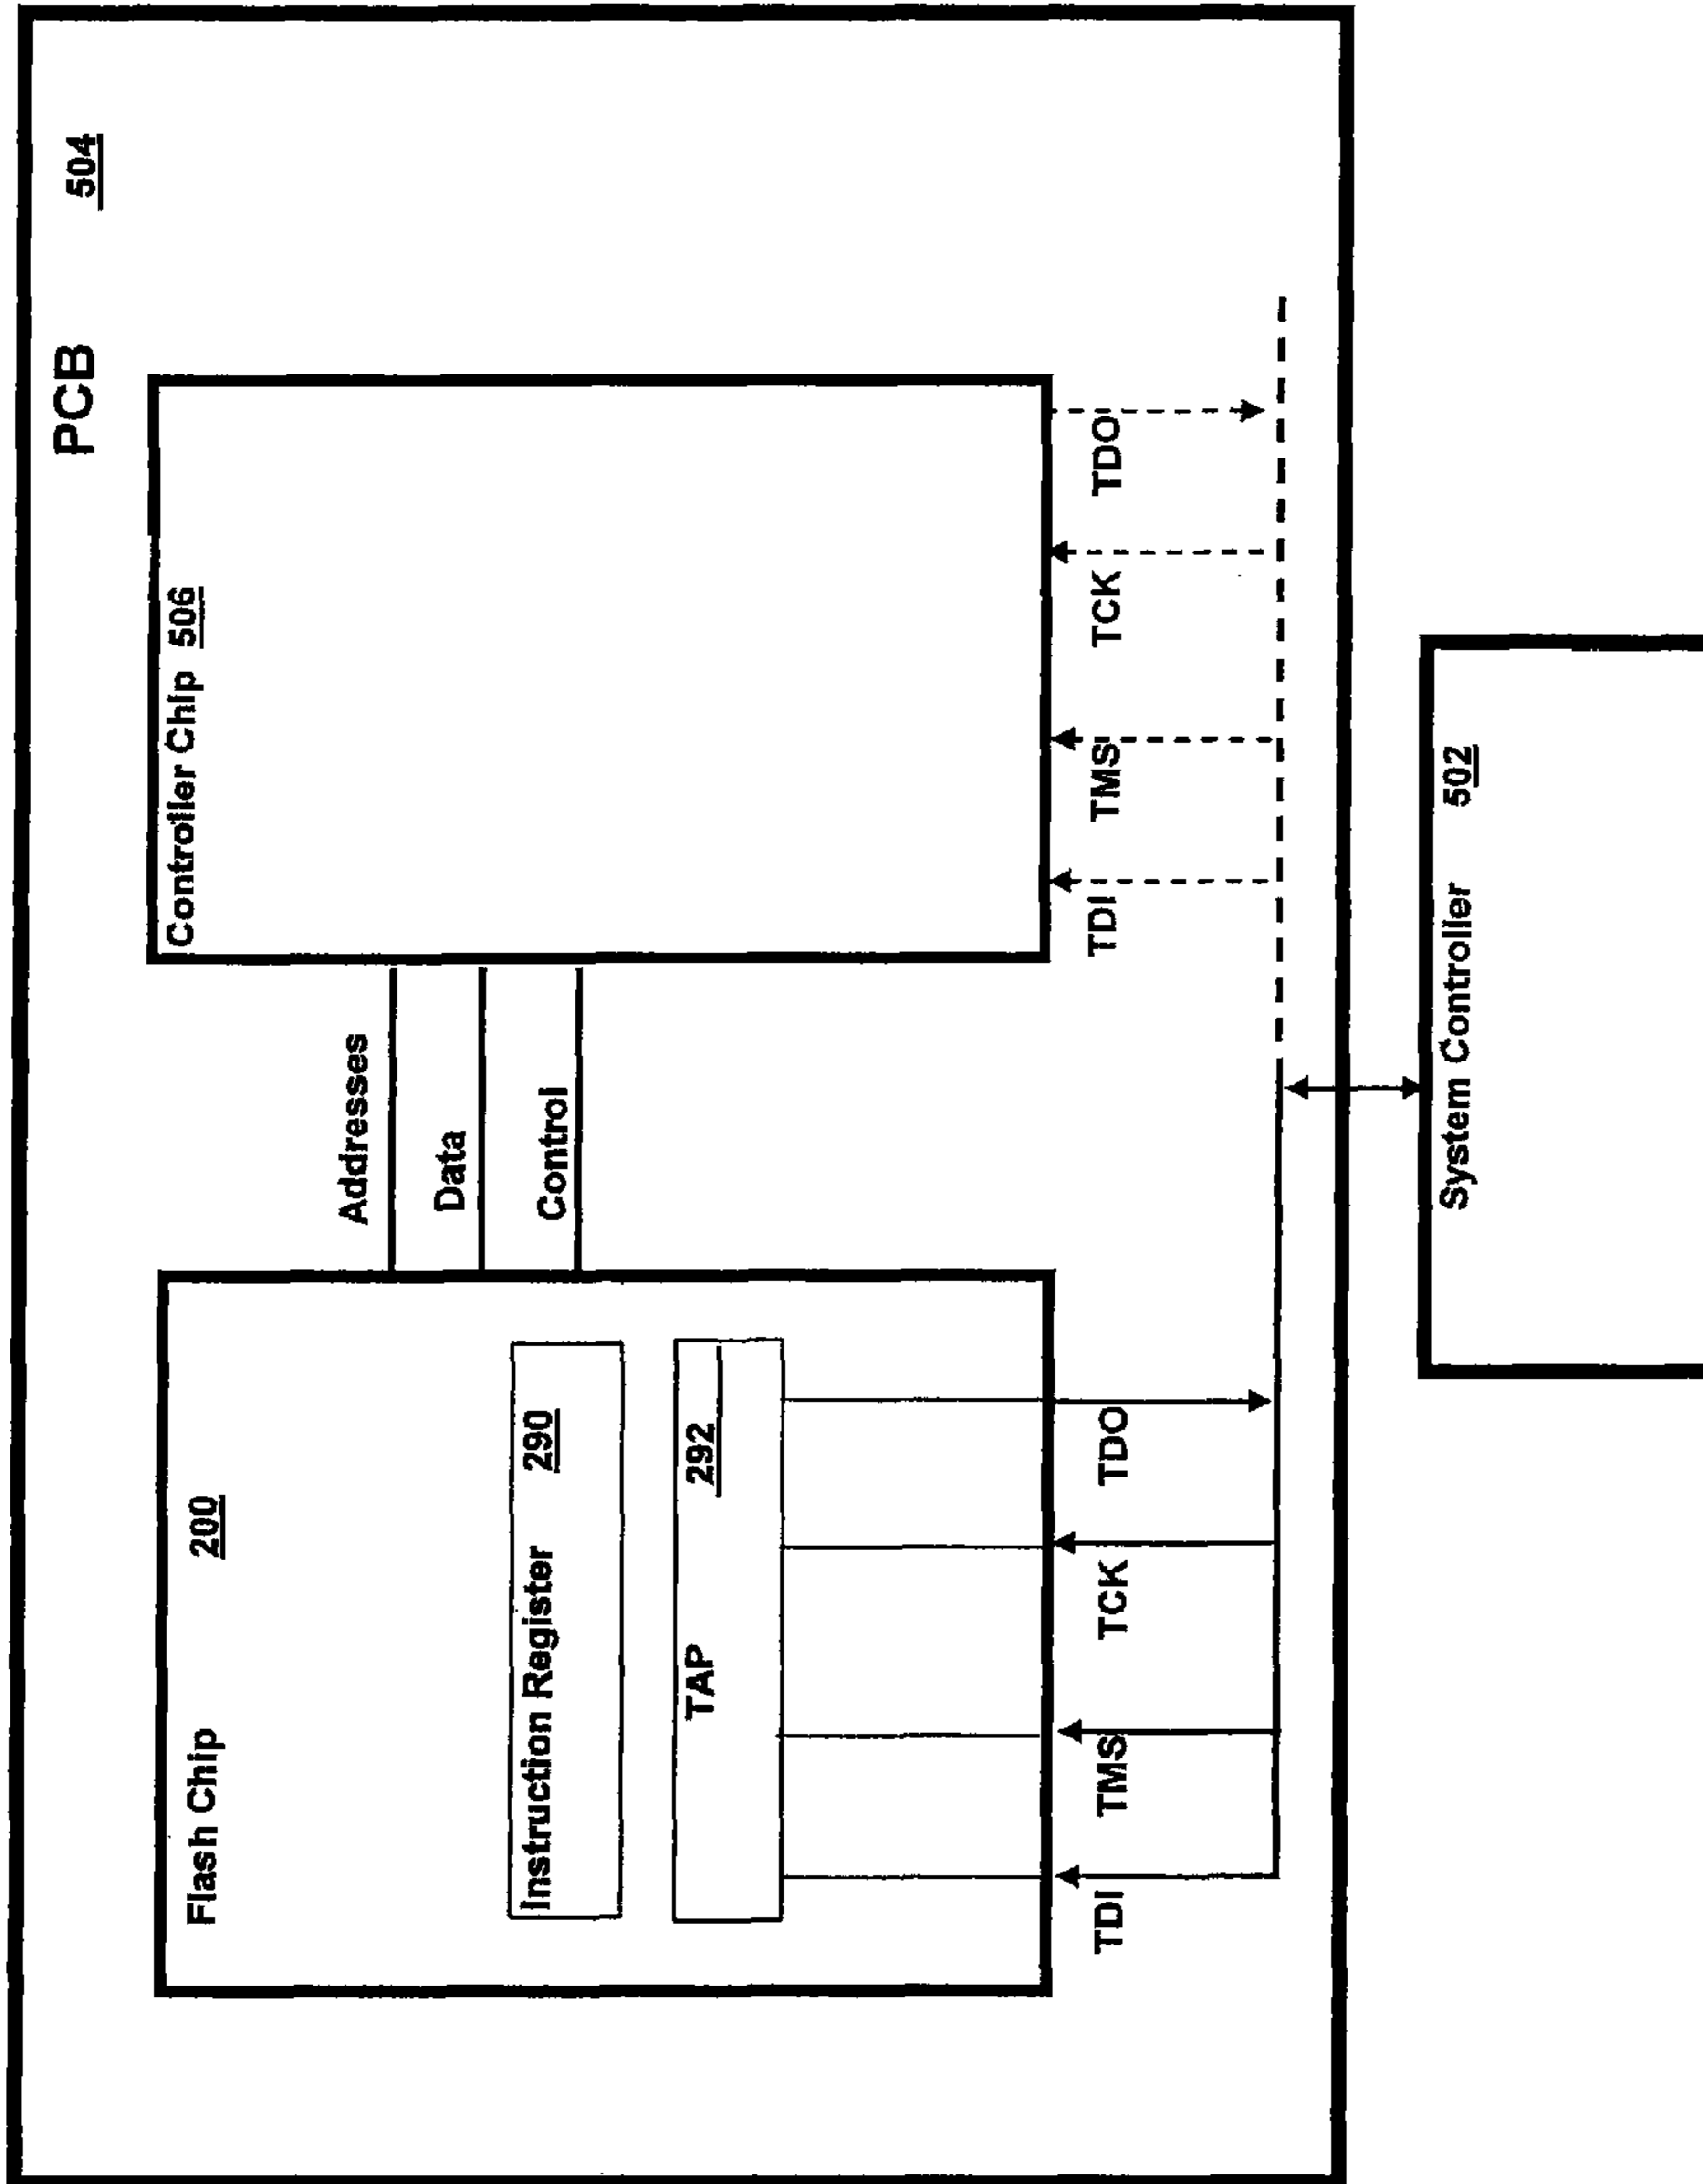 PCB
504
Flash Chip
200
Instruction Register 290
TAP
292
TDI
TMS
TCK
TDO
Addresses
Data
Control
Controller Chip 506
TDI
TMS
TCK
TDO
System Controller 502